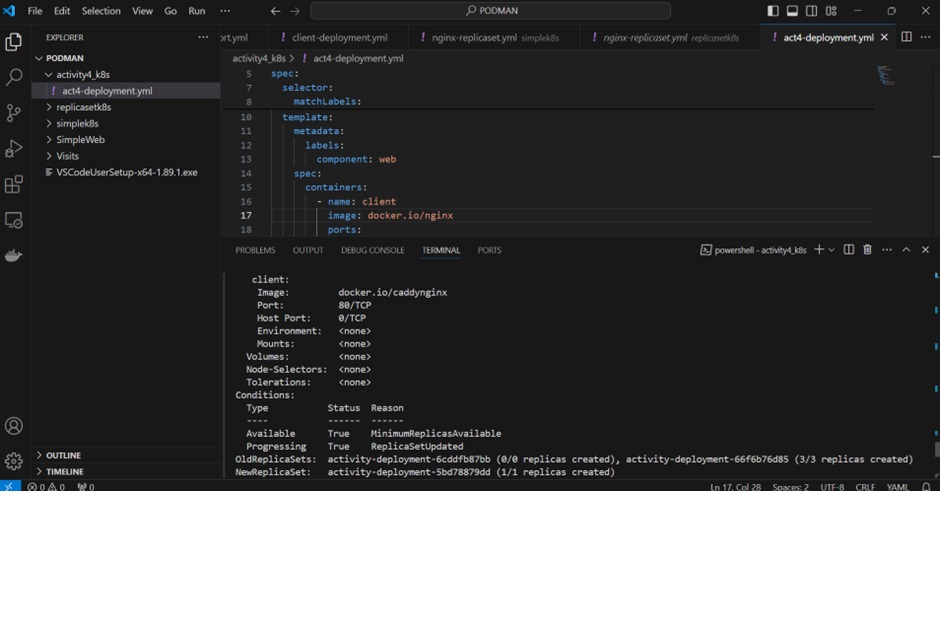 File Edit Selection View Go Run ··· PODMAN
EXPLORER ···
PODMAN
activity4_k8s
! act4-deployment.yml
replicasetk8s
simplek8s
SimpleWeb
Visits
VSCodeUserSetup-x64-1.89.1.exe
OUTLINE
TIMELINE
ort.yml ! client-deployment.yml ! nginx-replicaset.yml simplek8s ! nginx-replicaset.yml replicasetk8s ! act4-deployment.yml
activity4_k8s > ! act4-deployment.yml
5 spec:
7 selector:
8 matchLabels:
10 template:
11 metadata:
12 labels:
13 component: web
14 spec:
15 containers:
16 - name: client
17 image: docker.io/nginx
18 ports:
PROBLEMS OUTPUT DEBUG CONSOLE TERMINAL PORTS powershell - activity4_k8s
client:
Image: docker.io/caddynginx
Port: 80/TCP
Host Port: 0/TCP
Environment: <none>
Mounts: <none>
Volumes: <none>
Node-Selectors: <none>
Tolerations: <none>
Conditions:
Type Status Reason
---- ------ ------
Available True MinimumReplicasAvailable
Progressing True ReplicaSetUpdated
OldReplicaSets: activity-deployment-6cddfb87bb (0/0 replicas created), activity-deployment-66f6b76d85 (3/3 replicas created)
NewReplicaSet: activity-deployment-5bd78879dd (1/1 replicas created)
0 0 0 Ln 17, Col 28 Spaces: 2 UTF-8 CRLF YAML